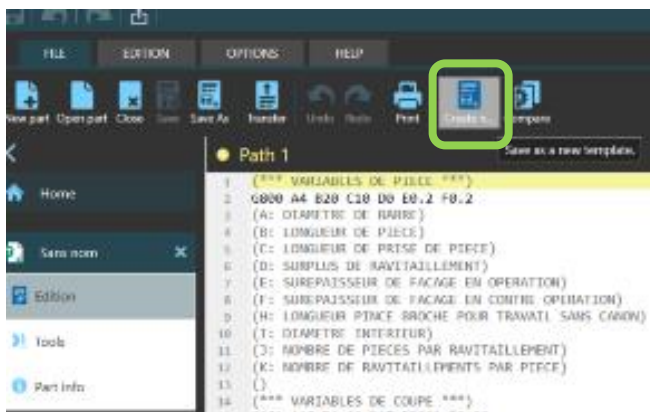 FILE EDITION OPTIONS HELP
New part Open part Close Save Save As Transfer Undo Redo Print Create n... Compare
Save as a new template.
Path 1
Home
Sans nom
Edition
Tools
Part info
1 (*** VARIABLES DE PIECE ***)
2 G800 A4 B20 C10 D0 E0.2 F0.2
3 (A: DIAMETRE DE BARRE)
4 (B: LONGUEUR DE PIECE)
5 (C: LONGUEUR DE PRISE DE PIECE)
6 (D: SURPLUS DE RAVITAILLEMENT)
7 (E: SUREPAISSEUR DE FACAGE EN OPERATION)
8 (F: SUREPAISSEUR DE FACAGE EN CONTRE OPERATION)
9 (H: LONGUEUR PINCE BROCHE POUR TRAVAIL SANS CANON)
10 (I: DIAMETRE INTERIEUR)
11 (J: NOMBRE DE PIECES PAR RAVITAILLEMENT)
12 (K: NOMBRE DE RAVITAILLEMENTS PAR PIECE)
13 ()
14 (*** VARIABLES DE COUPE ***)